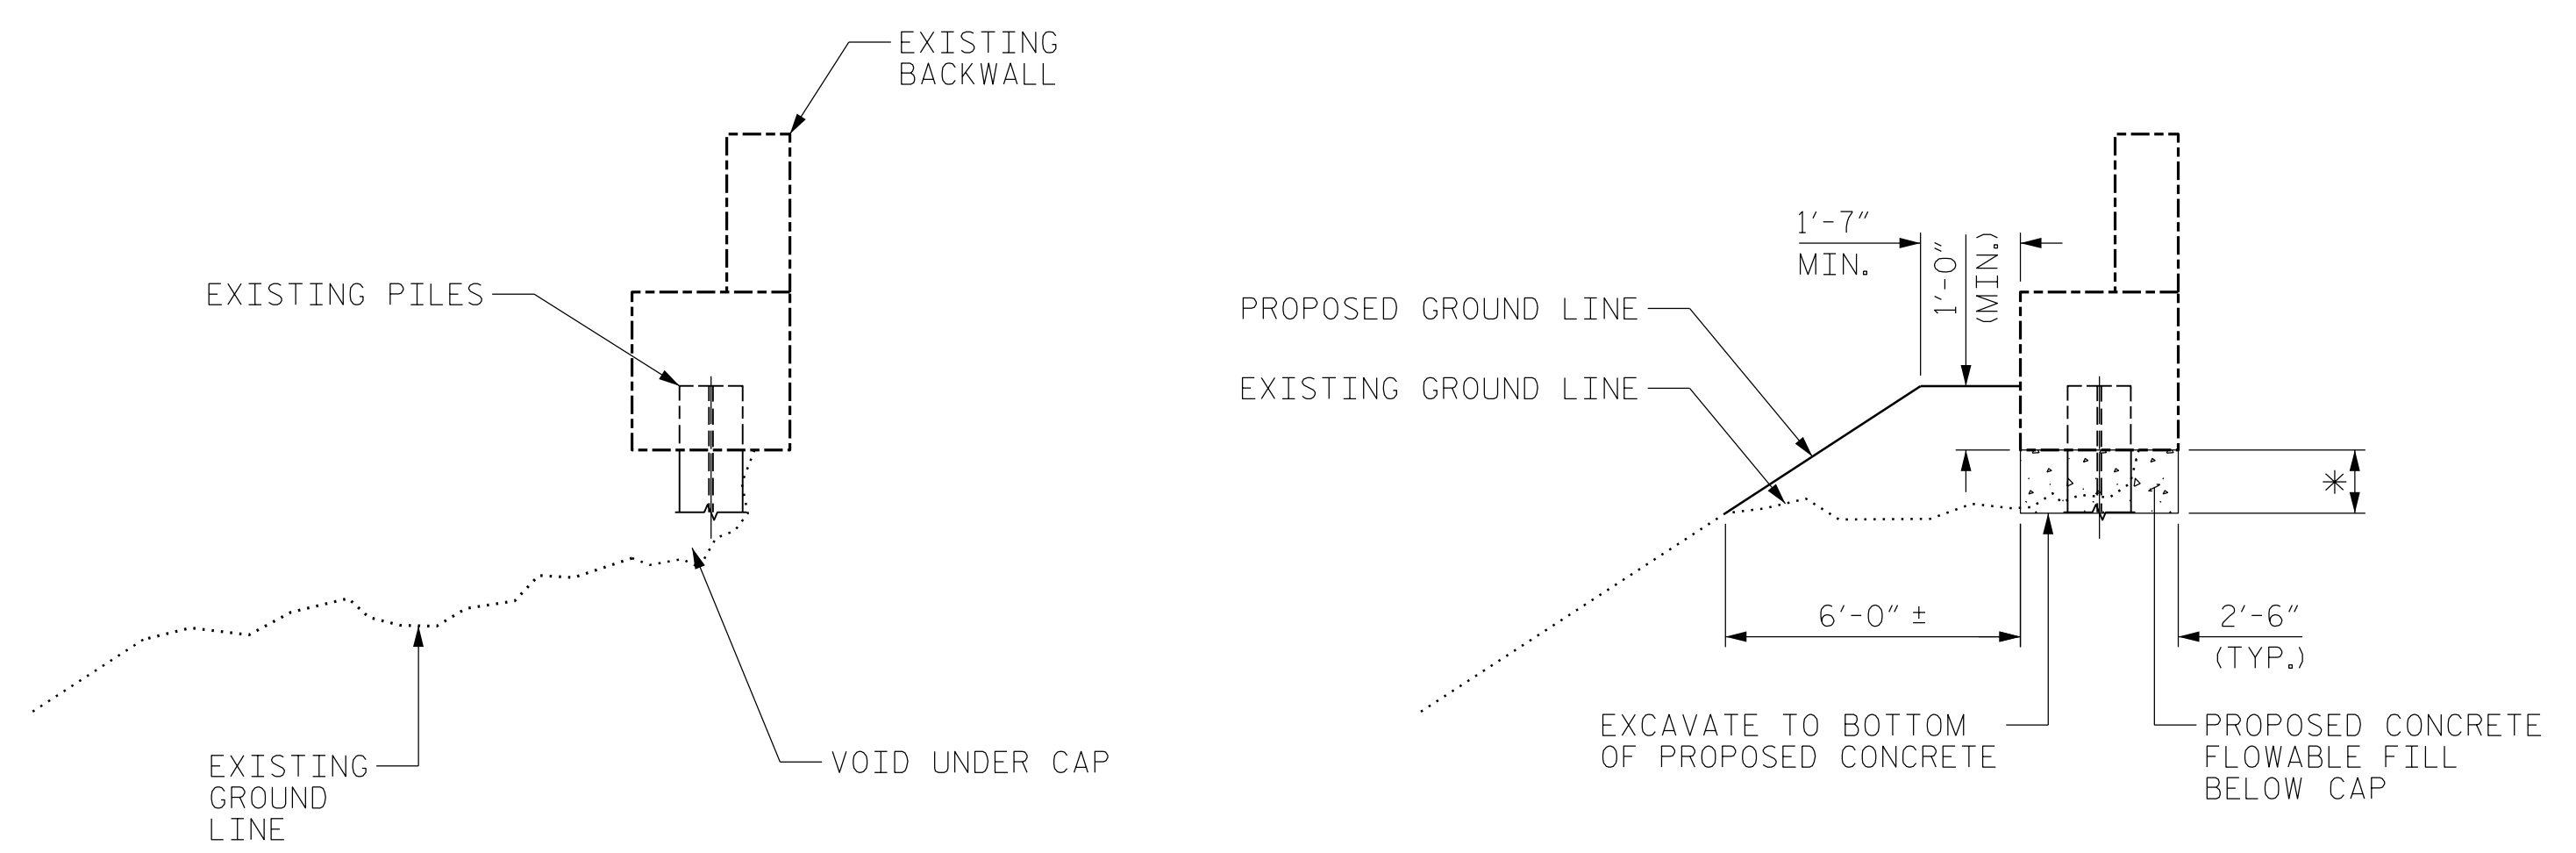 EXISTING
BACKWALL
EXISTING PILES
EXISTING
GROUND
LINE
VOID UNDER CAP
1'-7"
MIN.
1'-0"
(MIN.)
PROPOSED GROUND LINE
EXISTING GROUND LINE
*
6'-0" ±
2'-6"
(TYP.)
EXCAVATE TO BOTTOM
OF PROPOSED CONCRETE
PROPOSED CONCRETE
FLOWABLE FILL
BELOW CAP